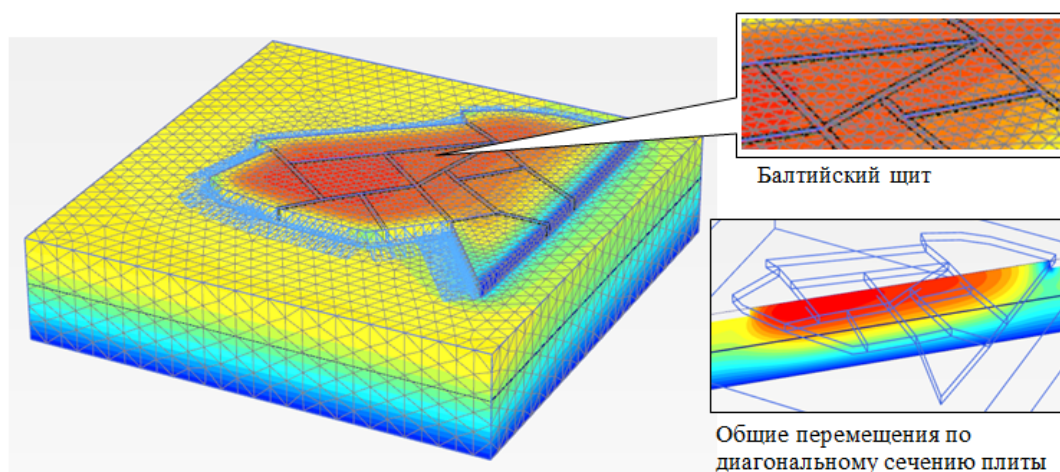 Балтийский щит
Общие перемещения по
диагональному сечению плиты